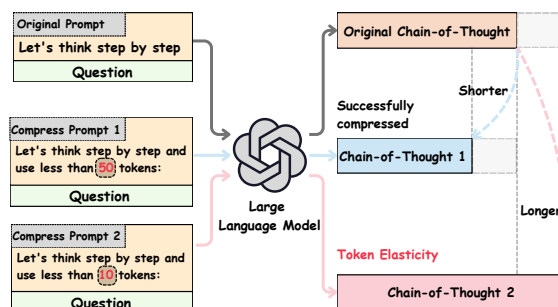 Original Prompt
Let's think step by step
Question
Compress Prompt 1
Let's think step by step and
use less than 50 tokens:
Question
Compress Prompt 2
Let's think step by step and
use less than 10 tokens:
Question
Large
Language Model
Original Chain-of-Thought
Shorter
Successfully
compressed
Chain-of-Thought 1
Longer
Token Elasticity
Chain-of-Thought 2